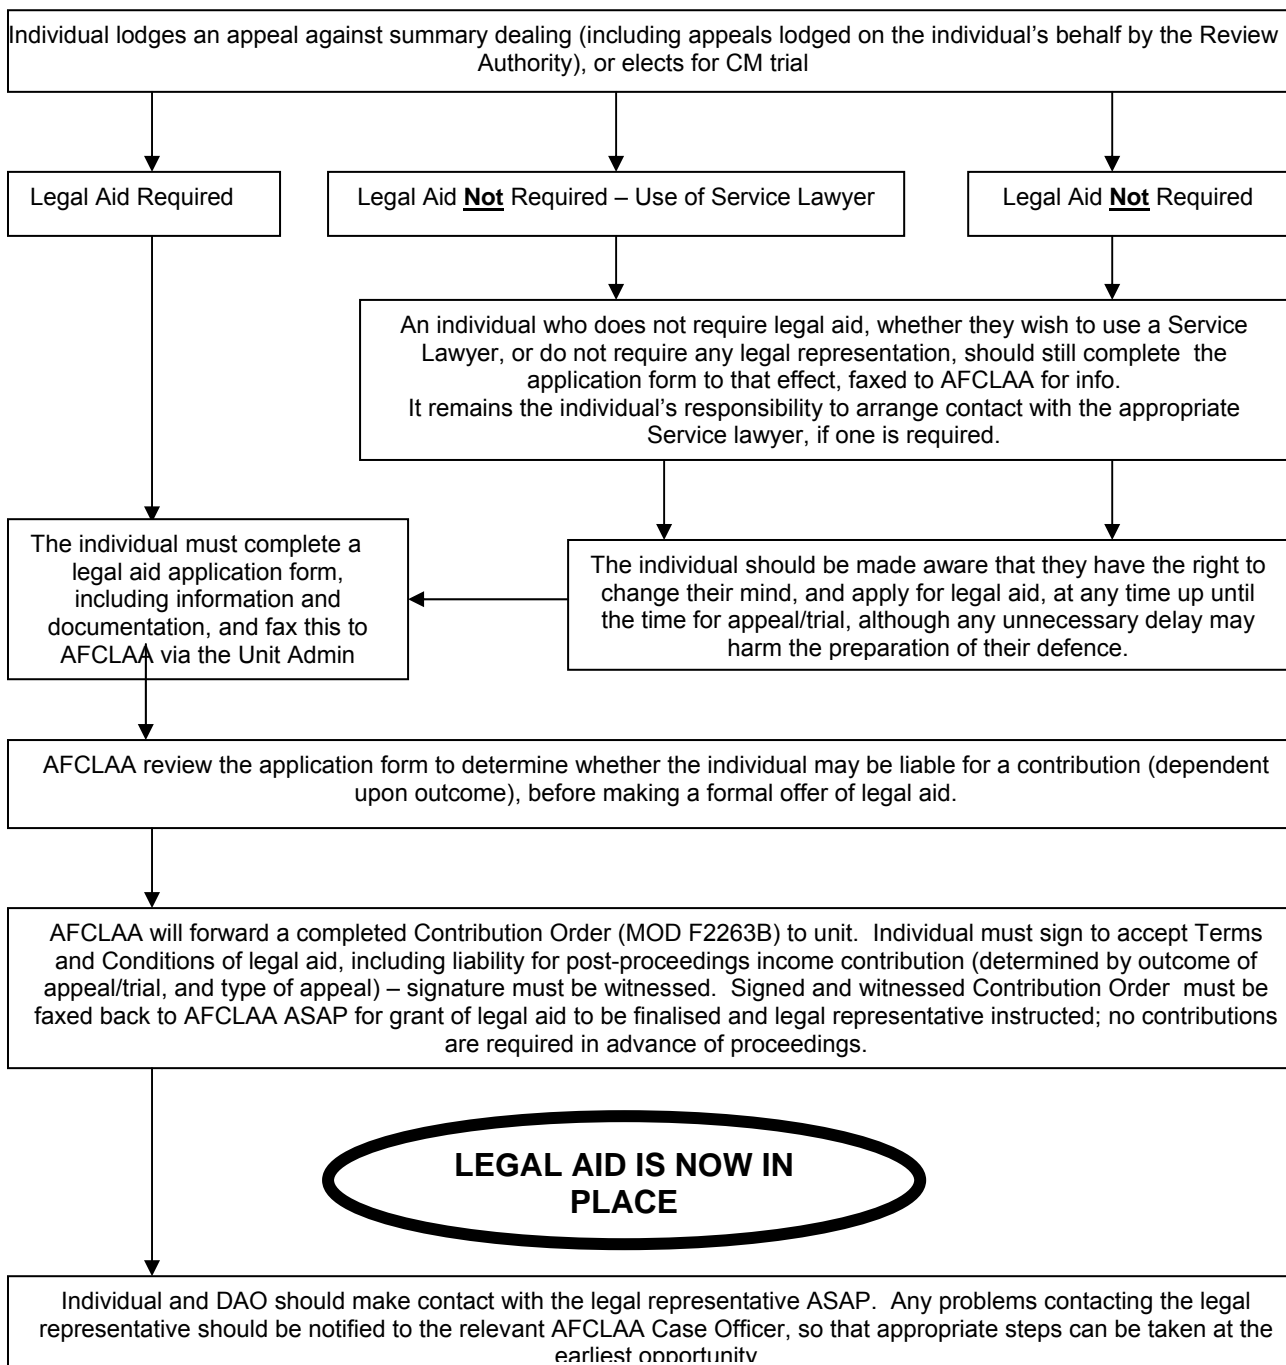 Individual lodges an appeal against summary dealing (including appeals lodged on the individual's behalf by the Review
Authority), or elects for CM trial
Legal Aid Required
Legal Aid Not Required – Use of Service Lawyer
Legal Aid Not Required
An individual who does not require legal aid, whether they wish to use a Service
Lawyer, or do not require any legal representation, should still complete the
application form to that effect, faxed to AFCLAA for info.
It remains the individual's responsibility to arrange contact with the appropriate
Service lawyer, if one is required.
The individual must complete a
legal aid application form,
including information and
documentation, and fax this to
AFCLAA via the Unit Admin
The individual should be made aware that they have the right to
change their mind, and apply for legal aid, at any time up until
the time for appeal/trial, although any unnecessary delay may
harm the preparation of their defence.
AFCLAA review the application form to determine whether the individual may be liable for a contribution (dependent
upon outcome), before making a formal offer of legal aid.
AFCLAA will forward a completed Contribution Order (MOD F2263B) to unit. Individual must sign to accept Terms
and Conditions of legal aid, including liability for post-proceedings income contribution (determined by outcome of
appeal/trial, and type of appeal) – signature must be witnessed. Signed and witnessed Contribution Order must be
faxed back to AFCLAA ASAP for grant of legal aid to be finalised and legal representative instructed; no contributions
are required in advance of proceedings.
LEGAL AID IS NOW IN
PLACE
Individual and DAO should make contact with the legal representative ASAP. Any problems contacting the legal
representative should be notified to the relevant AFCLAA Case Officer, so that appropriate steps can be taken at the
earliest opportunity